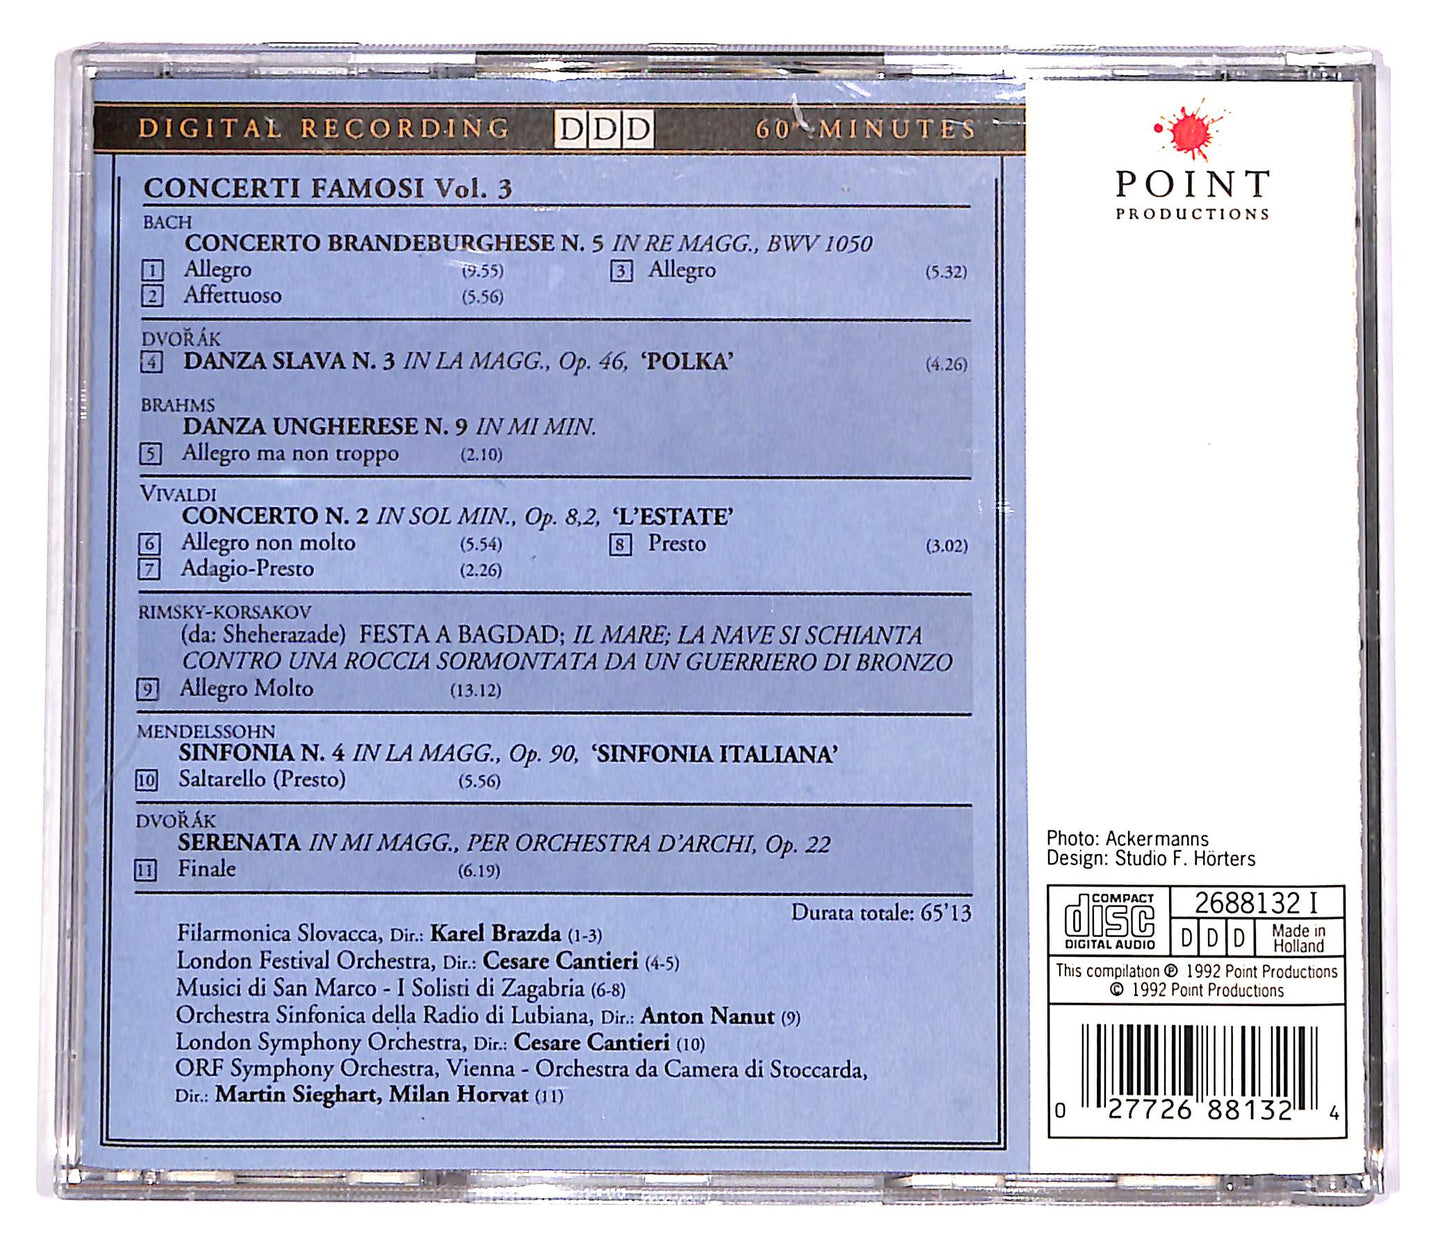 DIGITAL RECORDING DDD 60" MINUTES
CONCERTI FAMOSI Vol. 3
BACH
CONCERTO BRANDEBURGHESE N. 5 IN RE MAGG., BWV 1050
1 Allegro (9.55) 3 Allegro (5.32)
2 Affettuoso (5.56)
DVOŘÁK
4 DANZA SLAVA N. 3 IN LA MAGG., Op. 46, 'POLKA' (4.26)
BRAHMS
DANZA UNGHERESE N. 9 IN MI MIN.
5 Allegro ma non troppo (2.10)
VIVALDI
CONCERTO N. 2 IN SOL MIN., Op. 8,2, 'L'ESTATE'
6 Allegro non molto (5.54) 8 Presto (3.02)
7 Adagio-Presto (2.26)
RIMSKY-KORSAKOV
(da: Sheherazade) FESTA A BAGDAD; IL MARE; LA NAVE SI SCHIANTA
CONTRO UNA ROCCIA SORMONTATA DA UN GUERRIERO DI BRONZO
9 Allegro Molto (13.12)
MENDELSSOHN
SINFONIA N. 4 IN LA MAGG., Op. 90, 'SINFONIA ITALIANA'
10 Saltarello (Presto) (5.56)
DVOŘÁK
SERENATA IN MI MAGG., PER ORCHESTRA D'ARCHI, Op. 22
11 Finale (6.19)
Durata totale: 65'13
Filarmonica Slovacca, Dir.: Karel Brazda (1-3)
London Festival Orchestra, Dir.: Cesare Cantieri (4-5)
Musici di San Marco - I Solisti di Zagabria (6-8)
Orchestra Sinfonica della Radio di Lubiana, Dir.: Anton Nanut (9)
London Symphony Orchestra, Dir.: Cesare Cantieri (10)
ORF Symphony Orchestra, Vienna - Orchestra da Camera di Stoccarda,
Dir.: Martin Sieghart, Milan Horvat (11)
POINT
PRODUCTIONS
Photo: Ackermanns
Design: Studio F. Hörters
COMPACT
disc
DIGITAL AUDIO
2688132 I
DDD
Made in
Holland
This compilation ℗ 1992 Point Productions
© 1992 Point Productions
0 27726 88132 4